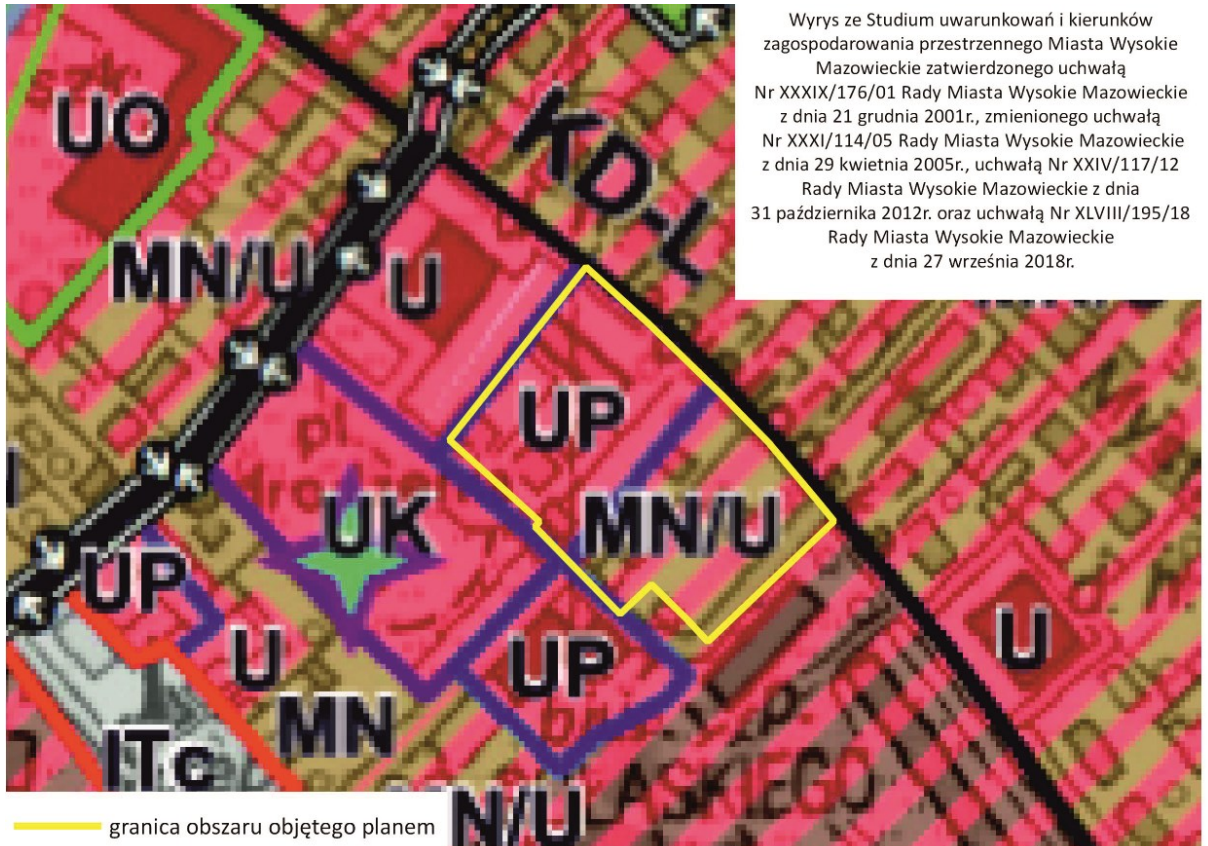 Wyrys ze Studium uwarunkowań i kierunków
zagospodarowania przestrzennego Miasta Wysokie
Mazowieckie zatwierdzonego uchwałą
Nr XXXIX/176/01 Rady Miasta Wysokie Mazowieckie
z dnia 21 grudnia 2001r., zmienionego uchwałą
Nr XXXI/114/05 Rady Miasta Wysokie Mazowieckie
z dnia 29 kwietnia 2005r., uchwałą Nr XXIV/117/12
Rady Miasta Wysokie Mazowieckie z dnia
31 października 2012r. oraz uchwałą Nr XLVIII/195/18
Rady Miasta Wysokie Mazowieckie
z dnia 27 września 2018r.
szk.
UO
KD-L
MN/U
U
UP
pl.
UK
MN/U
UP
U
UP
U
MN
ITc
N/U
granica obszaru objętego planem